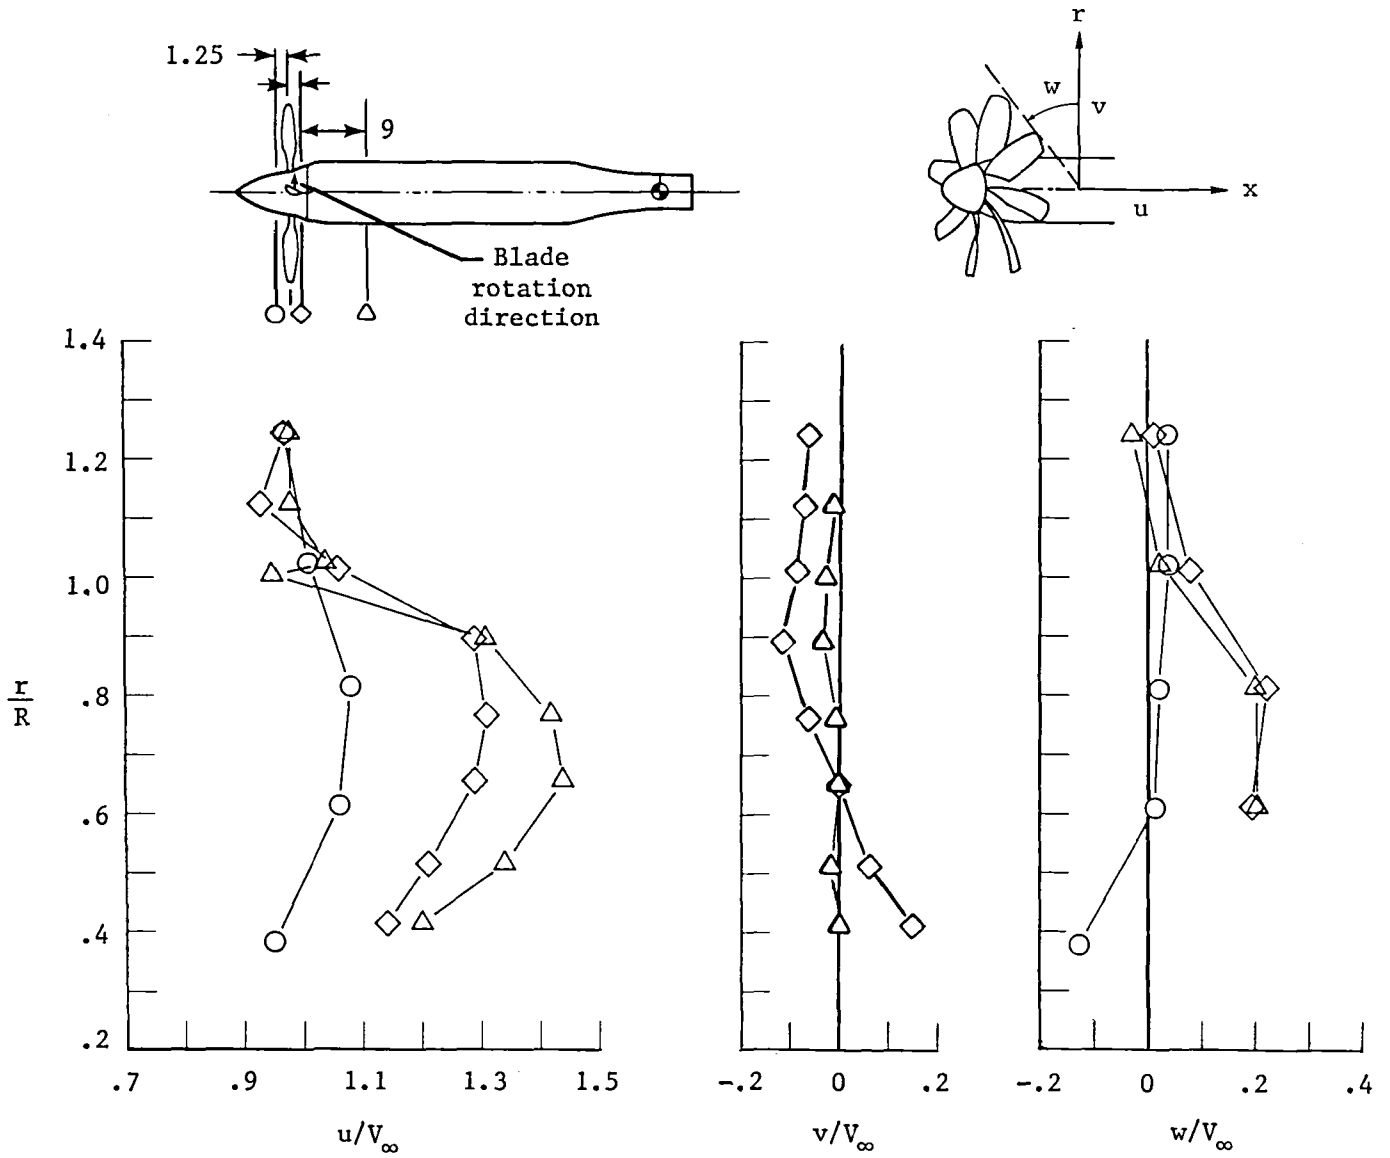 1.25
9
Blade
rotation
direction
r
w
v
x
u
1.4
1.2
1.0
.8
.6
.4
.2
r
R
.7 .9 1.1 1.3 1.5
u/V∞
-.2 0 .2
v/V∞
-.2 0 .2 .4
w/V∞